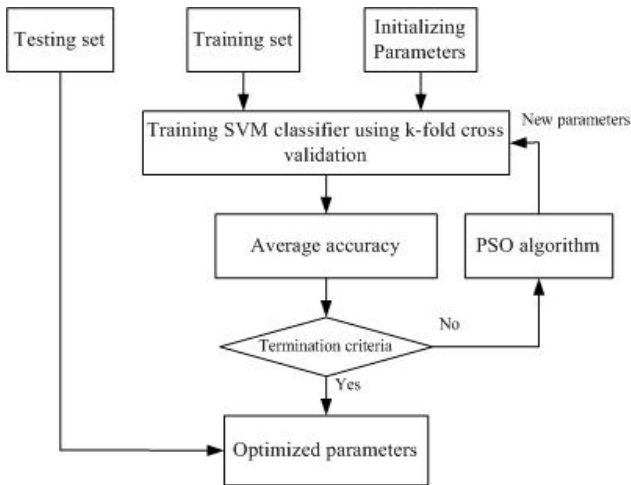 Testing set
Training set
Initializing
Parameters
Training SVM classifier using k-fold cross
validation
New parameters
Average accuracy
PSO algorithm
Termination criteria
No
Yes
Optimized parameters